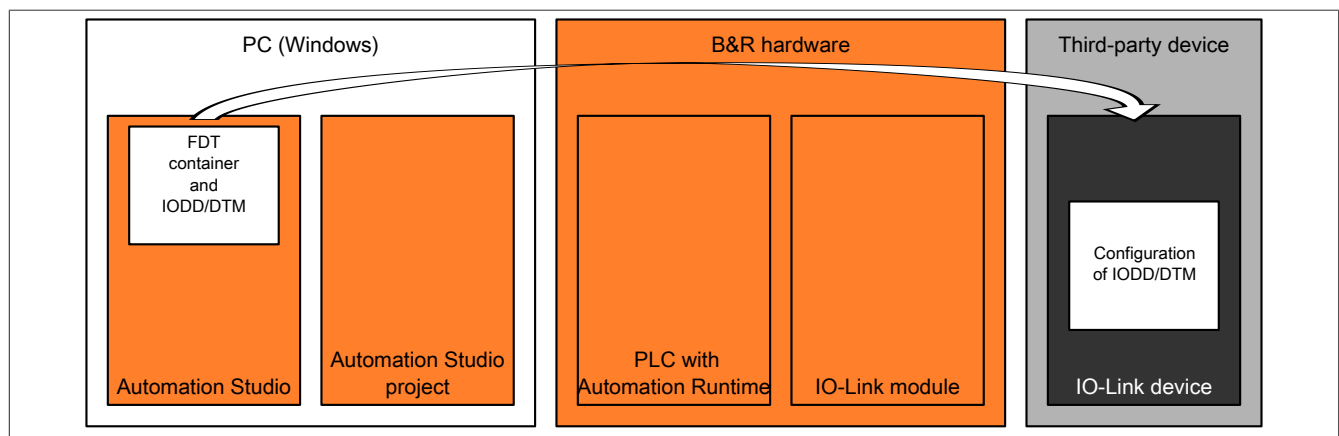 PC (Windows)
B&R hardware
Third-party device
FDT
container
and
IODD/DTM
Configuration
of IODD/DTM
Automation Studio
Automation Studio
project
PLC with
Automation Runtime
IO-Link module
IO-Link device